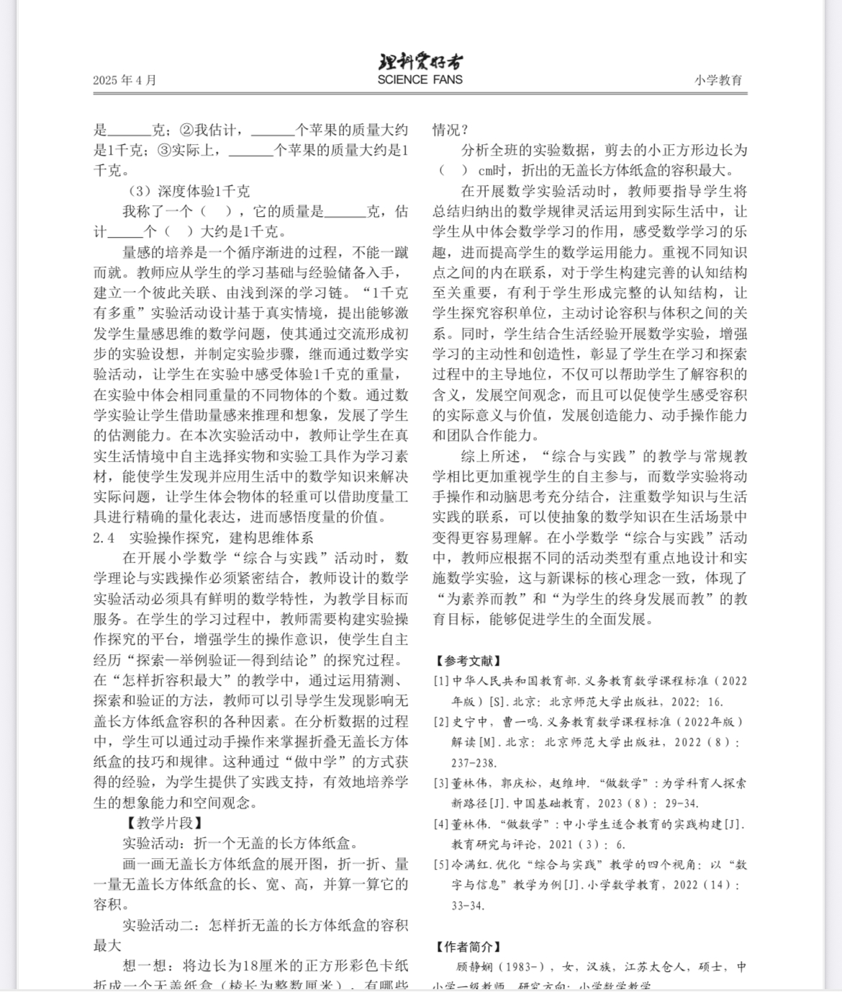 理科爱好者
2025 年 4 月
SCIENCE FANS
小学教育
是______克；②我估计，______个苹果的质量大约
是1千克；③实际上，______个苹果的质量大约是1
千克。
（3）深度体验1千克
我称了一个（　），它的质量是______克，估
计_____个（　）大约是1千克。
量感的培养是一个循序渐进的过程，不能一蹴
而就。教师应从学生的学习基础与经验储备入手，
建立一个彼此关联、由浅到深的学习链。“1千克
有多重”实验活动设计基于真实情境，提出能够激
发学生量感思维的数学问题，使其通过交流形成初
步的实验设想，并制定实验步骤，继而通过数学实
验活动，让学生在实验中感受体验1千克的重量，
在实验中体会相同重量的不同物体的个数。通过数
学实验让学生借助量感来推理和想象，发展了学生
的估测能力。在本次实验活动中，教师让学生在真
实生活情境中自主选择实物和实验工具作为学习素
材，能使学生发现并应用生活中的数学知识来解决
实际问题，让学生体会物体的轻重可以借助度量工
具进行精确的量化表达，进而感悟度量的价值。
2.4　实验操作探究，建构思维体系
在开展小学数学“综合与实践”活动时，数
学理论与实践操作必须紧密结合，教师设计的数学
实验活动必须具有鲜明的数学特性，为教学目标而
服务。在学生的学习过程中，教师需要构建实验操
作探究的平台，增强学生的操作意识，使学生自主
经历“探索—举例验证—得到结论”的探究过程。
在“怎样折容积最大”的教学中，通过运用猜测、
探索和验证的方法，教师可以引导学生发现影响无
盖长方体纸盒容积的各种因素。在分析数据的过程
中，学生可以通过动手操作来掌握折叠无盖长方体
纸盒的技巧和规律。这种通过“做中学”的方式获
得的经验，为学生提供了实践支持，有效地培养学
生的想象能力和空间观念。
【教学片段】
实验活动：折一个无盖的长方体纸盒。
画一画无盖长方体纸盒的展开图，折一折、量
一量无盖长方体纸盒的长、宽、高，并算一算它的
容积。
实验活动二：怎样折无盖的长方体纸盒的容积
最大
想一想：将边长为18厘米的正方形彩色卡纸
折成一个无盖纸盒（棱长为整数厘米），有哪些
情况？
分析全班的实验数据，剪去的小正方形边长为
（　）cm时，折出的无盖长方体纸盒的容积最大。
在开展数学实验活动时，教师要指导学生将
总结归纳出的数学规律灵活运用到实际生活中，让
学生从中体会数学学习的作用，感受数学学习的乐
趣，进而提高学生的数学运用能力。重视不同知识
点之间的内在联系，对于学生构建完善的认知结构
至关重要，有利于学生形成完整的认知结构，让
学生探究容积单位，主动讨论容积与体积之间的关
系。同时，学生结合生活经验开展数学实验，增强
学习的主动性和创造性，彰显了学生在学习和探索
过程中的主导地位，不仅可以帮助学生了解容积的
含义，发展空间观念，而且可以促使学生感受容积
的实际意义与价值，发展创造能力、动手操作能力
和团队合作能力。
综上所述，“综合与实践”的教学与常规教
学相比更加重视学生的自主参与，而数学实验将动
手操作和动脑思考充分结合，注重数学知识与生活
实践的联系，可以使抽象的数学知识在生活场景中
变得更容易理解。在小学数学“综合与实践”活动
中，教师应根据不同的活动类型有重点地设计和实
施数学实验，这与新课标的核心理念一致，体现了
“为素养而教”和“为学生的终身发展而教”的教
育目标，能够促进学生的全面发展。
【参考文献】
[1]中华人民共和国教育部.义务教育数学课程标准（2022
年版）[S].北京：北京师范大学出版社，2022：16.
[2]史宁中，曹一鸣.义务教育数学课程标准（2022年版）
解读[M].北京：北京师范大学出版社，2022（8）：
237-238.
[3]董林伟，郭庆松，赵维坤.“做数学”:为学科育人探索
新路径[J].中国基础教育，2023（8）：29-34.
[4]董林伟.“做数学”:中小学生适合教育的实践构建[J].
教育研究与评论，2021（3）：6.
[5]冷满红.优化“综合与实践”教学的四个视角：以“数
字与信息”教学为例[J].小学数学教育，2022（14）：
33-34.
【作者简介】
顾静娴（1983-），女，汉族，江苏太仓人，硕士，中
小学一级教师，研究方向：小学数学教学